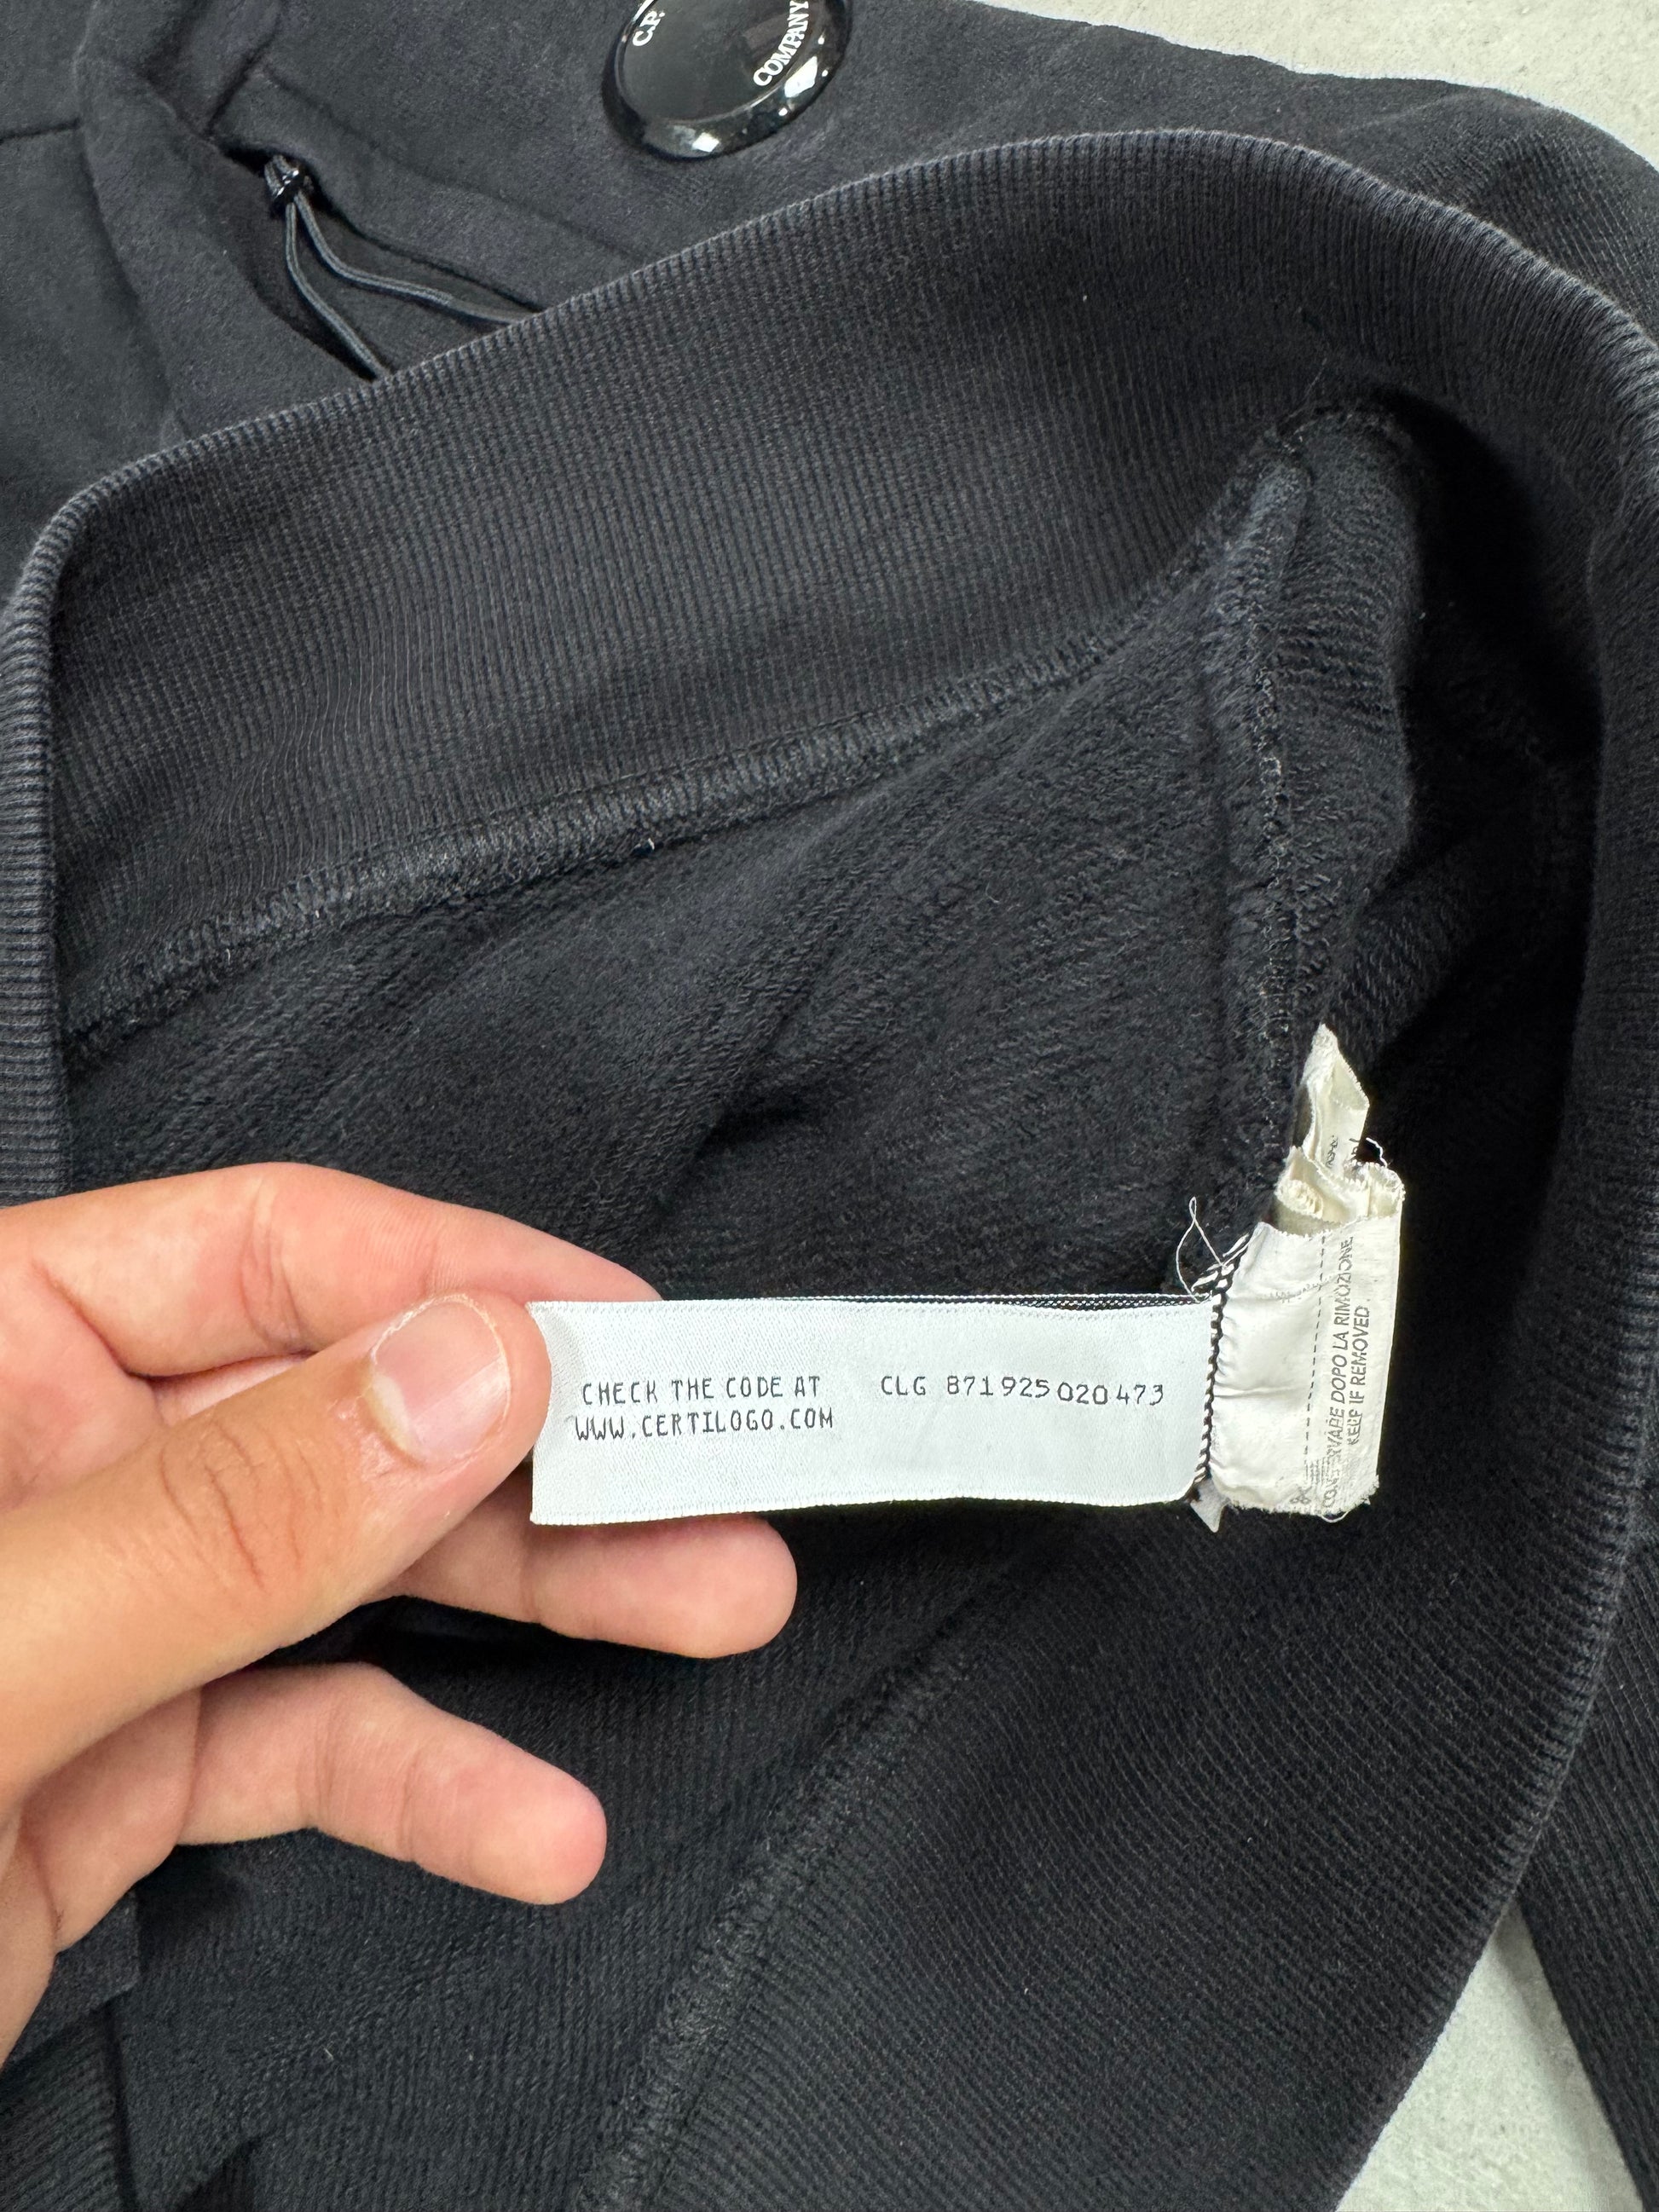 C.P. COMPANY
CHECK THE CODE AT
WWW.CERTILOGO.COM
CLG 871925020473
CONSERVARE DOPO LA RIMOZIONE
KEEP IF REMOVED